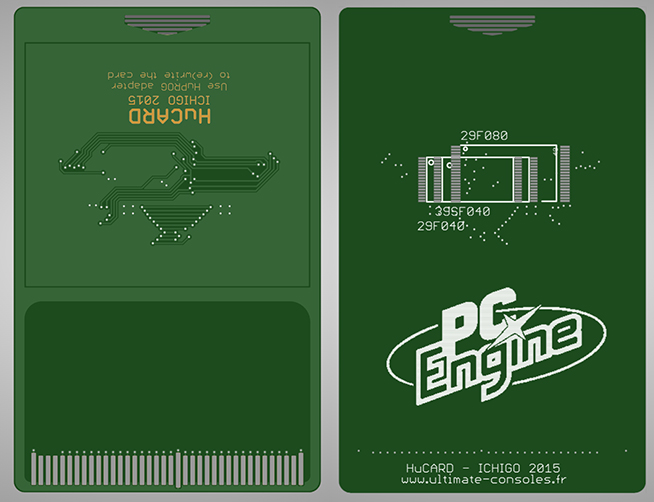 HuCARD
ICHIGO 2015
Use HuPROG adapter
to (re)write the card
29F080
39SF040
29F040
PC
Engine
HuCARD - ICHIGO 2015
www.ultimate-consoles.fr